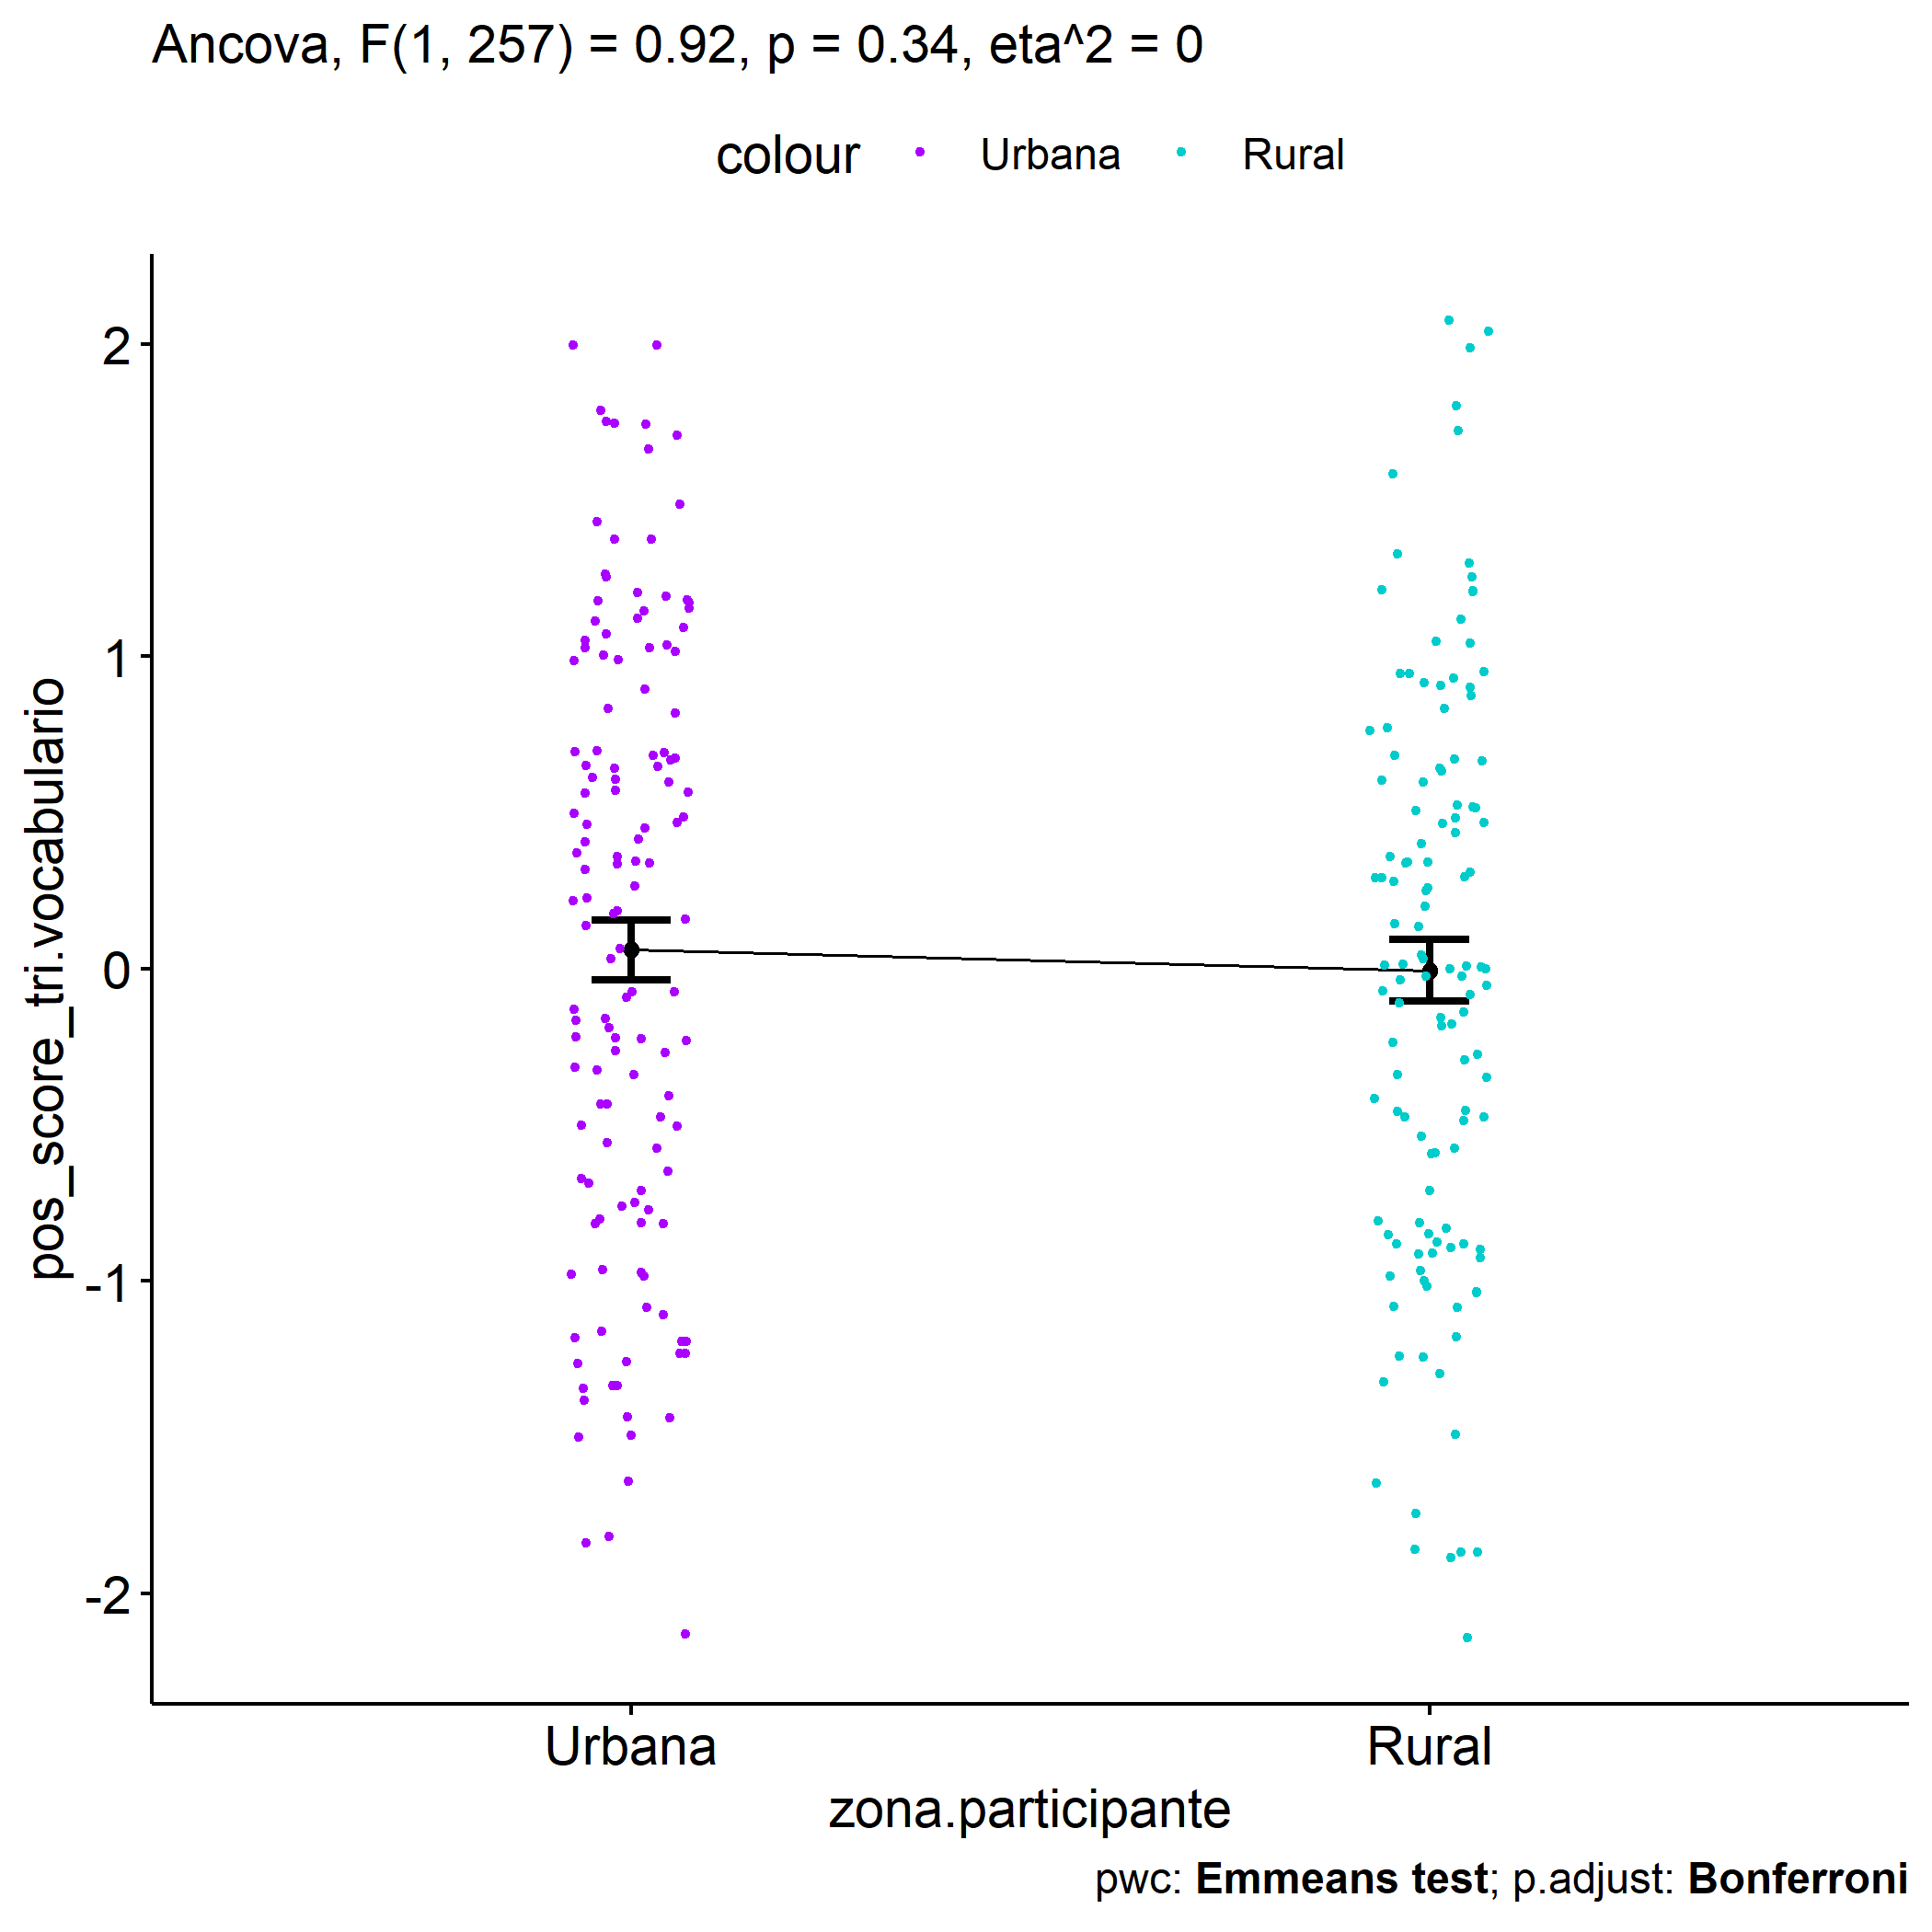 Ancova, F(1, 257) = 0.92, p = 0.34, eta^2 = 0
colour Urbana Rural
pos_score_tri.vocabulario
2
1
0
-1
-2
Urbana Rural
zona.participante
pwc: Emmeans test; p.adjust: Bonferroni